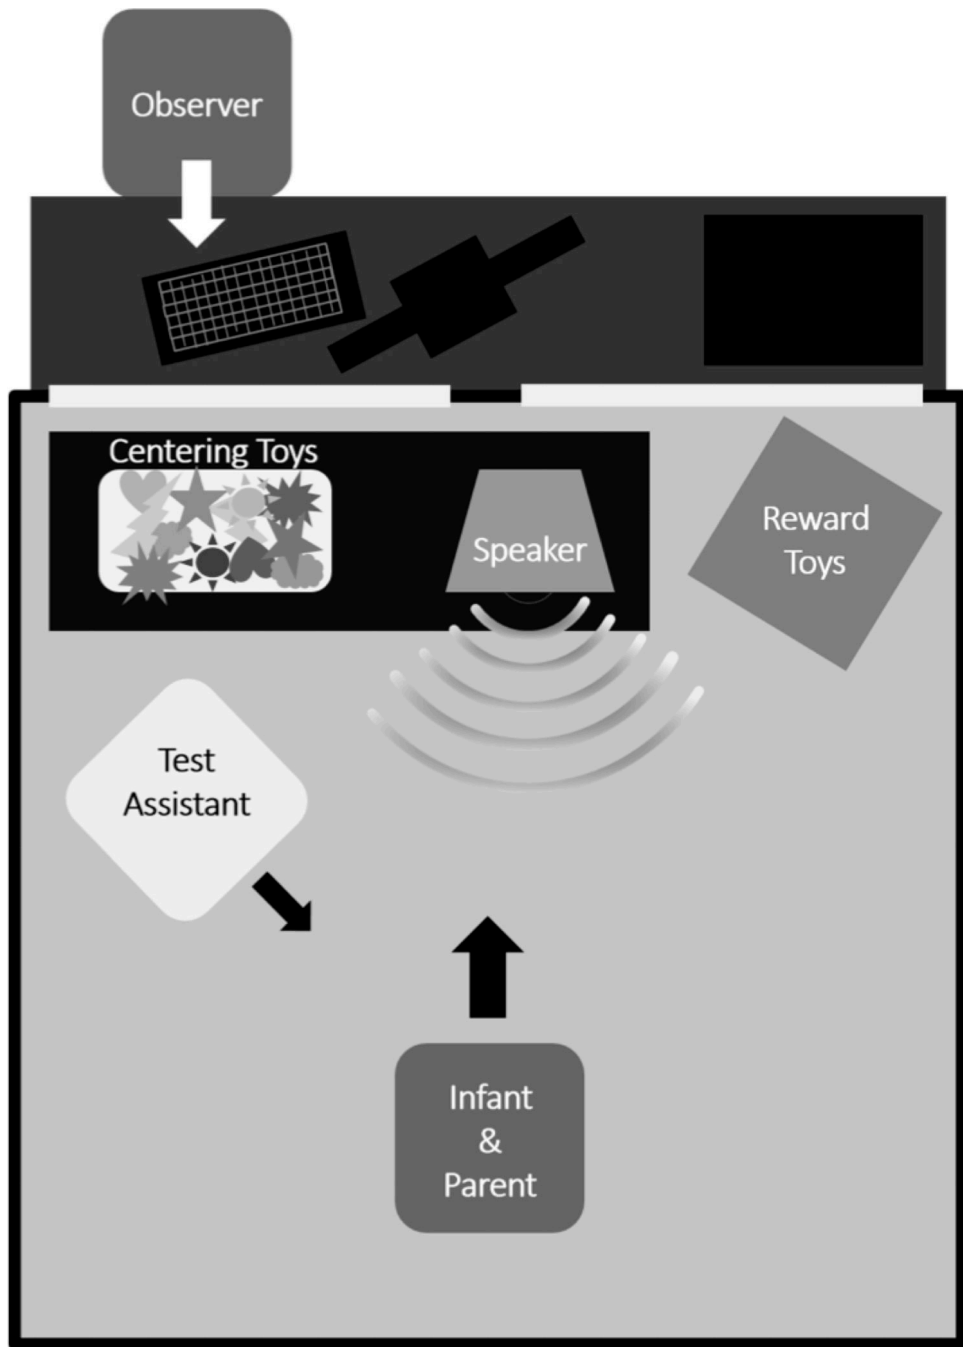 Observer
Centering Toys
Speaker
Reward
Toys
Test
Assistant
Infant
&
Parent